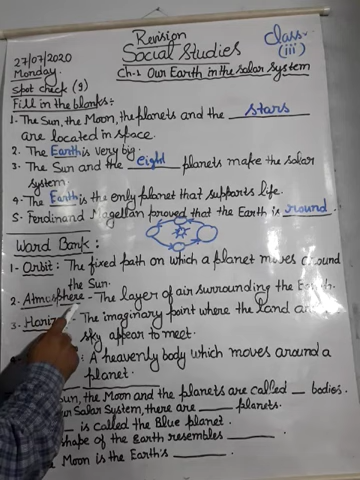 Revision
Social Studies
Class-
(iii)
27/07/2020
Monday.
Ch-1 Our Earth in the Solar System
Spot check (9)
Fill in the blanks:-
1- The Sun, the Moon, the planets and the stars
are located in space.
2. The Earth is very big.
3. The Sun and the eight planets make the solar
system.
4. The Earth is the only planet that supports life.
5. Ferdinand Magellan proved that the Earth is round.
Word Bank:
1- Orbit: The fixed path on which a planet moves around
the Sun.
2. Atmosphere- The layer of air surrounding the Earth.
3- The imaginary point where the land and
sky appear to meet.
: A heavenly body which moves around a
planet.
Sun, the Moon and the planets are called __ bodies.
Solar System, there are ___ planets.
___ is called the Blue planet.
shape of the Earth resembles ______.
Moon is the Earth's ______.